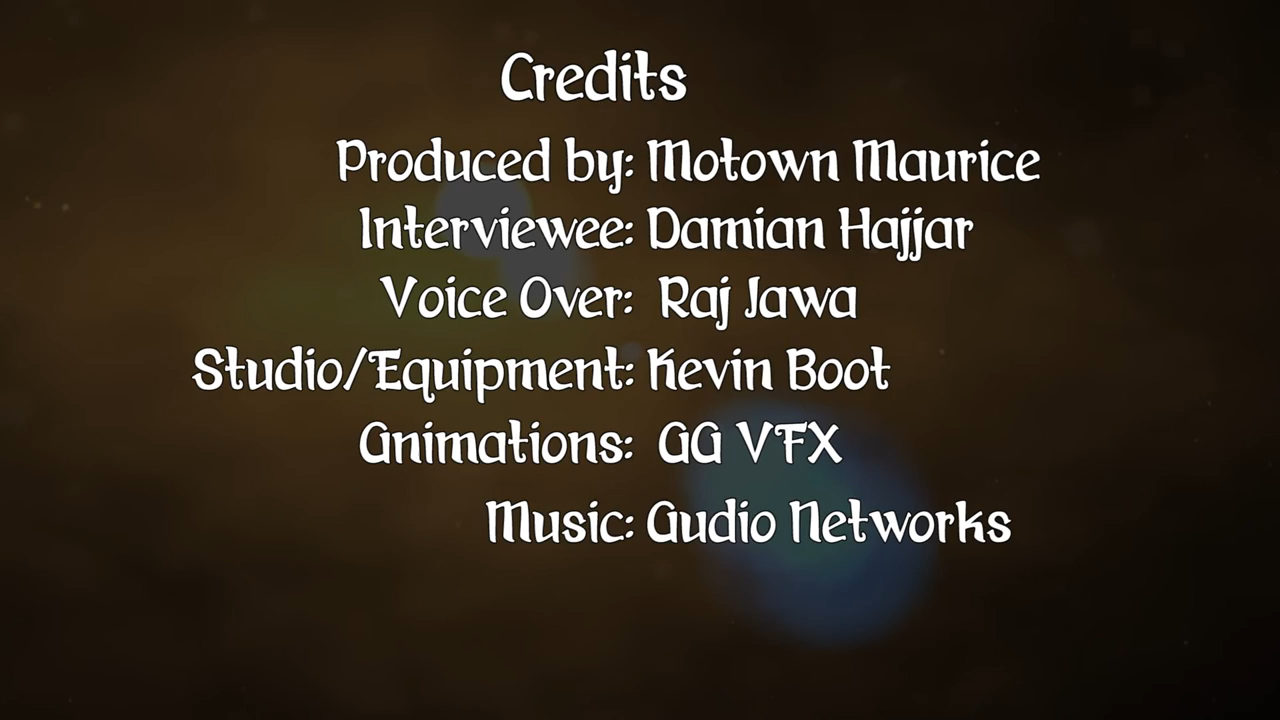 Credits
Produced by: Motown Maurice
Interviewee: Damian Hajjar
Voice Over: Raj Jawa
Studio/Equipment: Kevin Boot
Animations: AA VFX
Music: Audio Networks